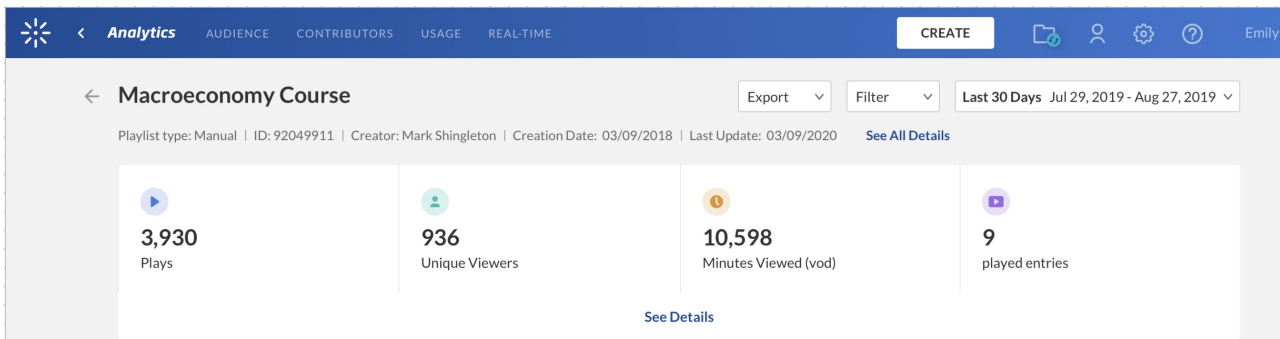 Analytics AUDIENCE CONTRIBUTORS USAGE REAL-TIME CREATE Emily
Macroeconomy Course Export Filter Last 30 Days Jul 29, 2019 - Aug 27, 2019
Playlist type: Manual | ID: 92049911 | Creator: Mark Shingleton | Creation Date: 03/09/2018 | Last Update: 03/09/2020 See All Details
3,930 936 10,598 9
Plays Unique Viewers Minutes Viewed (vod) played entries
See Details